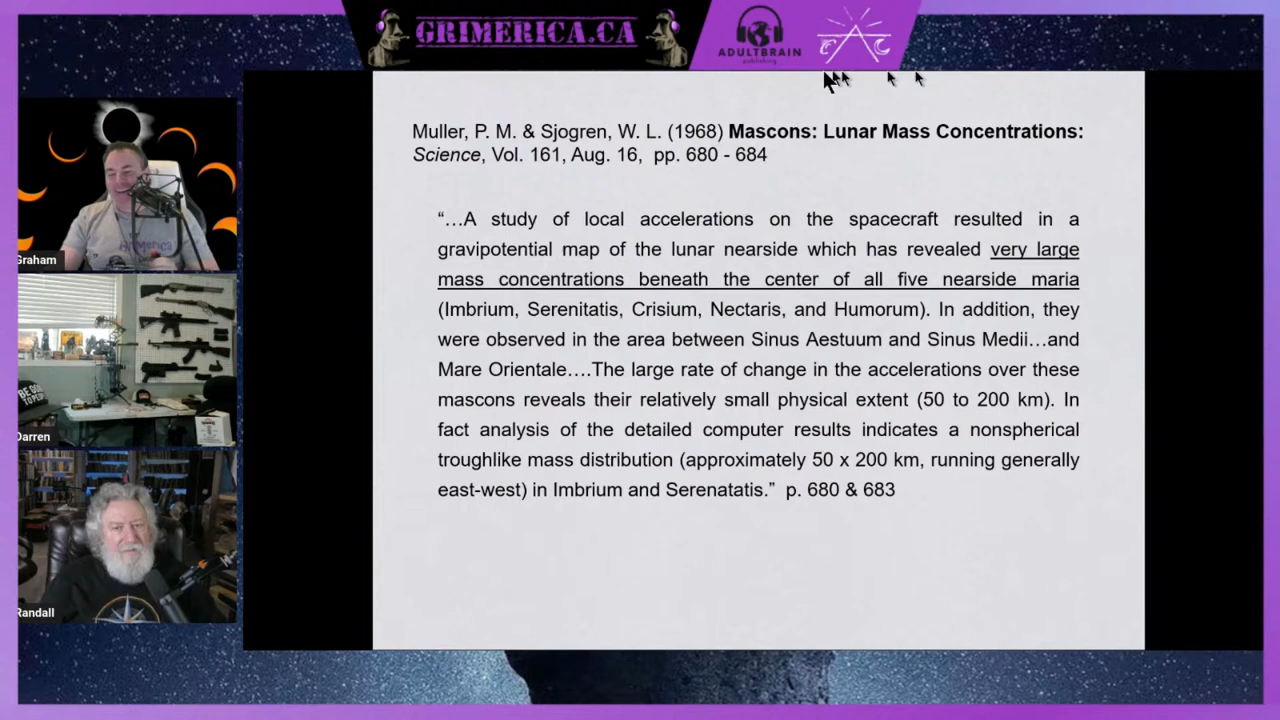 GRIMERICA.CA
ADULTBRAIN
publishing
Graham
Darren
Randall
BE GOOD
TO PEOPLE
Muller, P. M. & Sjogren, W. L. (1968) Mascons: Lunar Mass Concentrations:
Science, Vol. 161, Aug. 16, pp. 680 - 684
“…A study of local accelerations on the spacecraft resulted in a
gravipotential map of the lunar nearside which has revealed very large
mass concentrations beneath the center of all five nearside maria
(Imbrium, Serenitatis, Crisium, Nectaris, and Humorum). In addition, they
were observed in the area between Sinus Aestuum and Sinus Medii…and
Mare Orientale….The large rate of change in the accelerations over these
mascons reveals their relatively small physical extent (50 to 200 km). In
fact analysis of the detailed computer results indicates a nonspherical
troughlike mass distribution (approximately 50 x 200 km, running generally
east-west) in Imbrium and Serenatatis.” p. 680 & 683